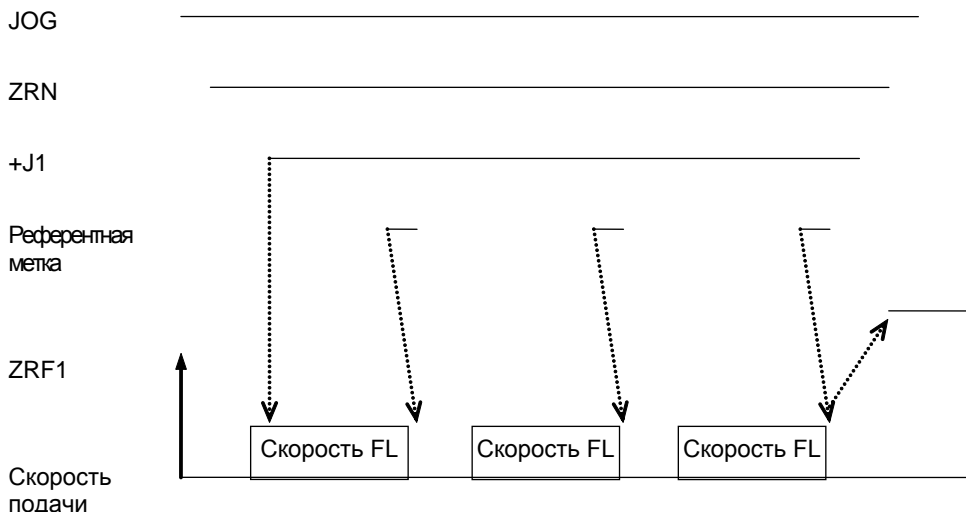 JOG
ZRN
+J1
Референтная
метка
ZRF1
Скорость FL
Скорость FL
Скорость FL
Скорость
подачи